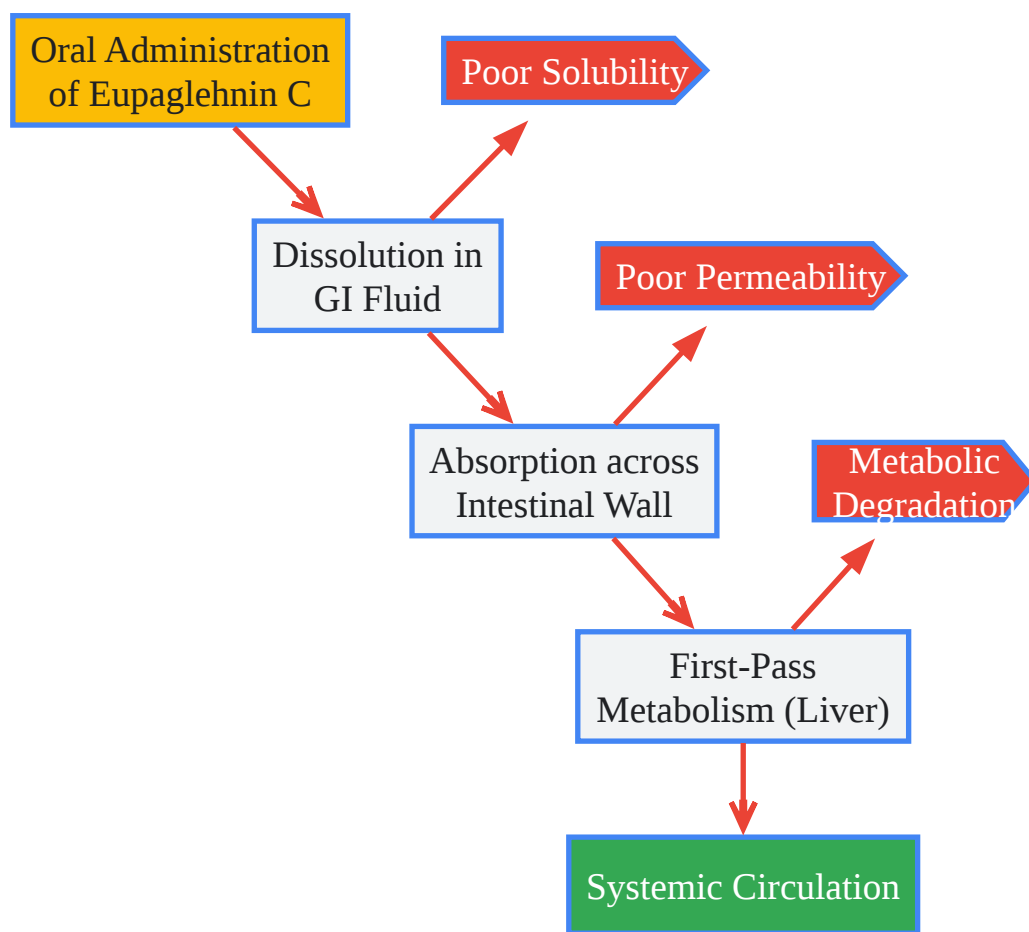 Oral Administration
of Eupaglehnin C
Poor Solubility
Dissolution in
GI Fluid
Poor Permeability
Absorption across
Intestinal Wall
Metabolic
Degradation
First-Pass
Metabolism (Liver)
Systemic Circulation